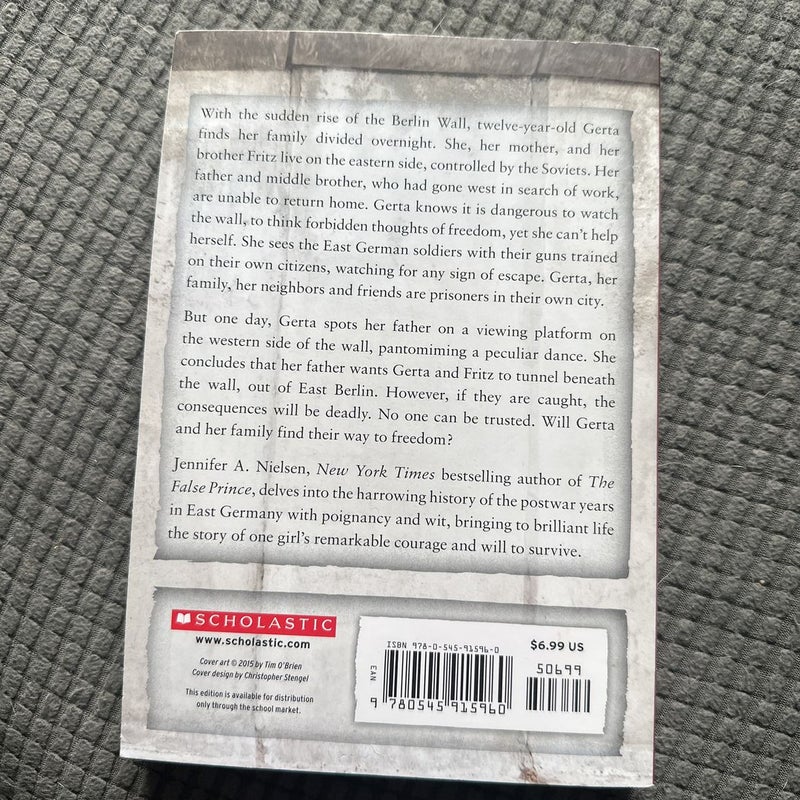 With the sudden rise of the Berlin Wall, twelve-year-old Gerta
finds her family divided overnight. She, her mother, and her
brother Fritz live on the eastern side, controlled by the Soviets. Her
father and middle brother, who had gone west in search of work,
are unable to return home. Gerta knows it is dangerous to watch
the wall, to think forbidden thoughts of freedom, yet she can't help
herself. She sees the East German soldiers with their guns trained
on their own citizens, watching for any sign of escape. Gerta, her
family, her neighbors and friends are prisoners in their own city.
But one day, Gerta spots her father on a viewing platform on
the western side of the wall, pantomiming a peculiar dance. She
concludes that her father wants Gerta and Fritz to tunnel beneath
the wall, out of East Berlin. However, if they are caught, the
consequences will be deadly. No one can be trusted. Will Gerta
and her family find their way to freedom?
Jennifer A. Nielsen, New York Times bestselling author of The
False Prince, delves into the harrowing history of the postwar years
in East Germany with poignancy and wit, bringing to brilliant life
the story of one girl's remarkable courage and will to survive.
SCHOLASTIC
www.scholastic.com
Cover art © 2015 by Tim O'Brien
Cover design by Christopher Stengel
This edition is available for distribution
only through the school market.
ISBN 978-0-545-91596-0
EAN
9 780545 915960
$6.99 US
50699